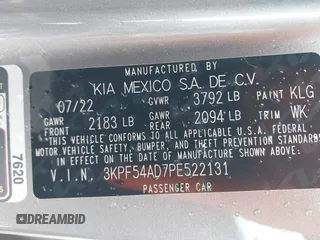 MANUFACTURED BY
KIA MEXICO S.A. DE C.V.
07/22 GVWR 3792 LB PAINT KLG
GAWR FRONT 2183 LB GAWR REAR 2094 LB TRIM WK
THIS VEHICLE CONFORMS TO ALL APPLICABLE U.S. FEDERAL
MOTOR VEHICLE SAFETY, BUMPER, AND THEFT PREVENTION STANDARDS
IN EFFECT ON THE DATE OF MANUFACTURE SHOWN ABOVE.
V.I.N. 3KPF54AD7PE522131
PASSENGER CAR
7620
DREAMBID